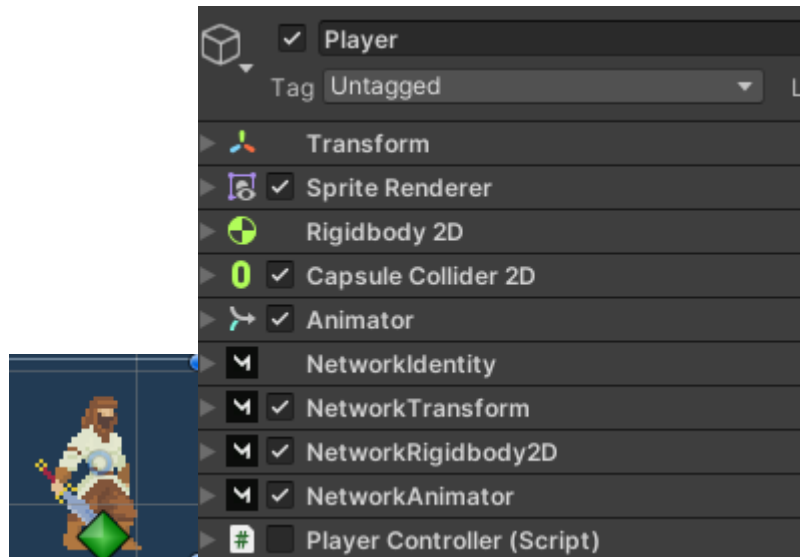 Player
Tag Untagged L
Transform
Sprite Renderer
Rigidbody 2D
Capsule Collider 2D
Animator
NetworkIdentity
NetworkTransform
NetworkRigidbody2D
NetworkAnimator
# Player Controller (Script)